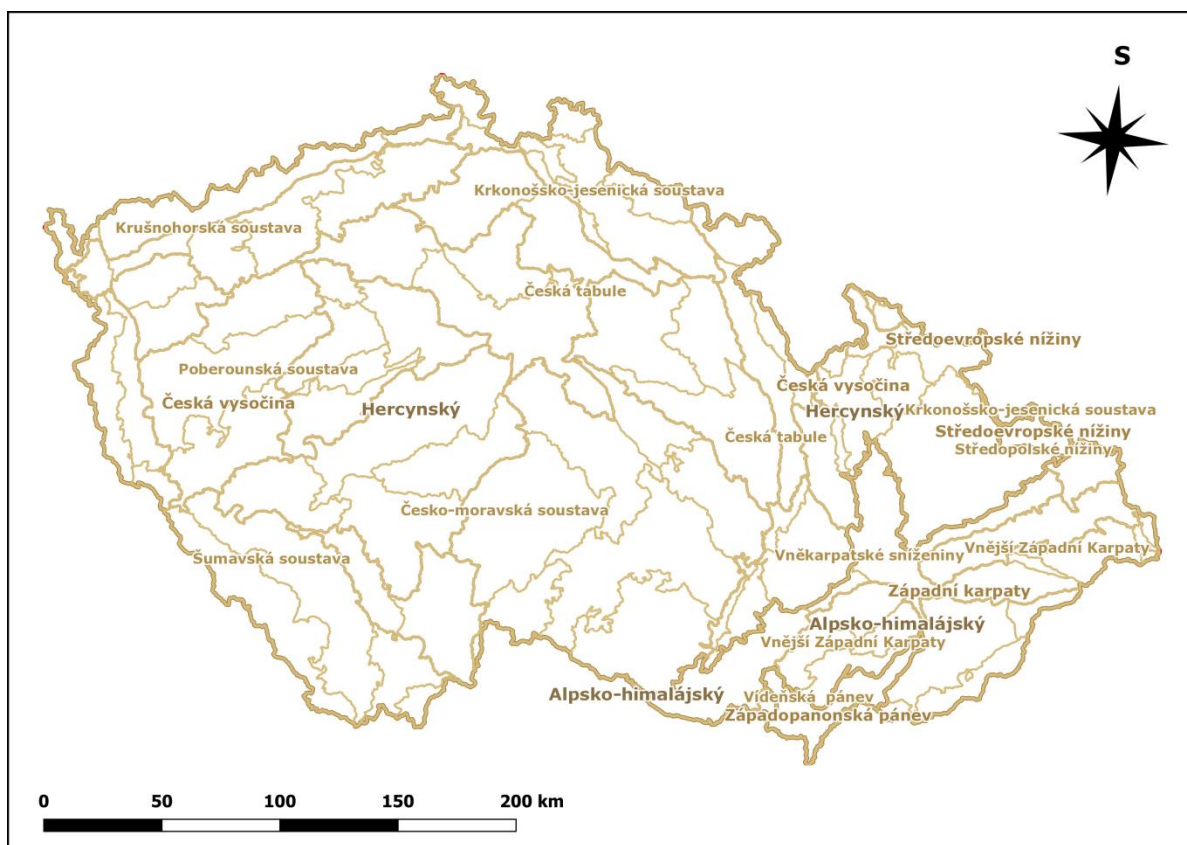 S
Krkonošsko-jesenická soustava
Krušnohorská soustava
Česká tabule
Středoevropské nížiny
Poberounská soustava
Česká vysočina
Česká vysočina
Hercynský
Hercynský
Krkonošsko-jesenická soustava
Česká tabule
Středoevropské nížiny
Středopolské nížiny
Česko-moravská soustava
Šumavská soustava
Vněkarpatské sníženiny
Vnější Západní Karpaty
Západní karpaty
Alpsko-himalájský
Vnější Západní Karpaty
Alpsko-himalájský
Vídeňská pánev
Západopanonská pánev
0 50 100 150 200 km